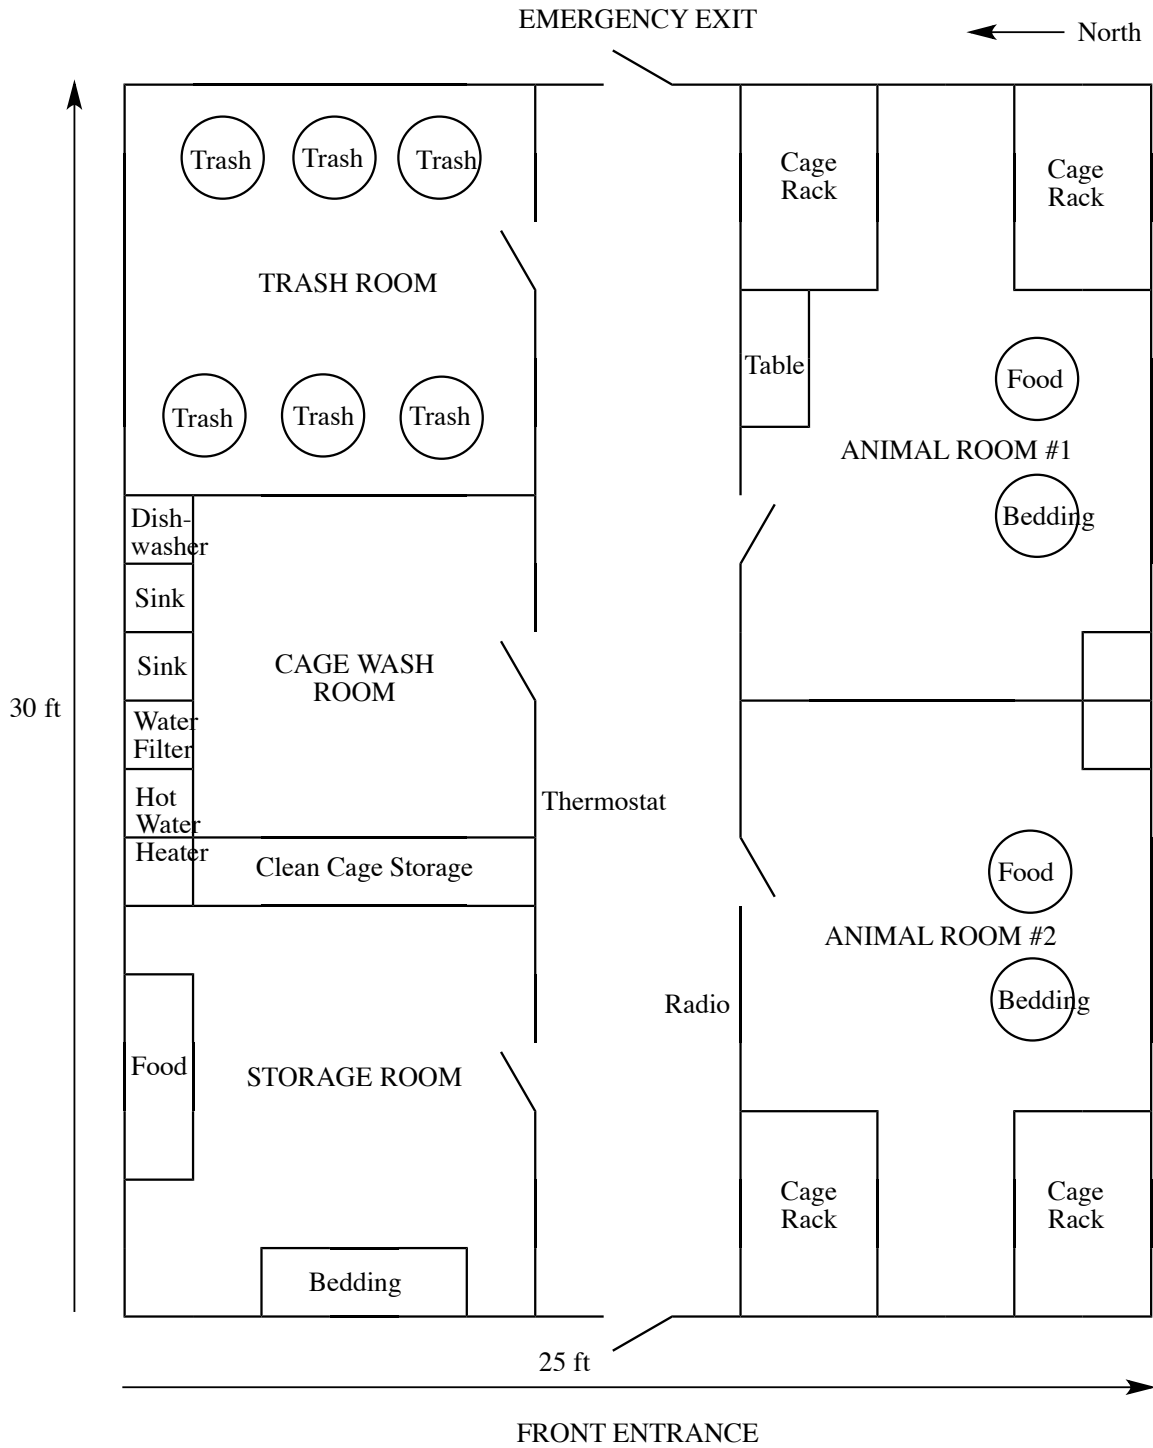 EMERGENCY EXIT
North
Trash
Trash
Trash
Cage
Rack
Cage
Rack
TRASH ROOM
Table
Food
Trash
Trash
Trash
ANIMAL ROOM #1
Bedding
Dish-
washer
Sink
Sink
CAGE WASH
ROOM
30 ft
Water
Filter
Hot
Water
Heater
Thermostat
Clean Cage Storage
Food
ANIMAL ROOM #2
Radio
Bedding
Food
STORAGE ROOM
Cage
Rack
Cage
Rack
Bedding
25 ft
FRONT ENTRANCE